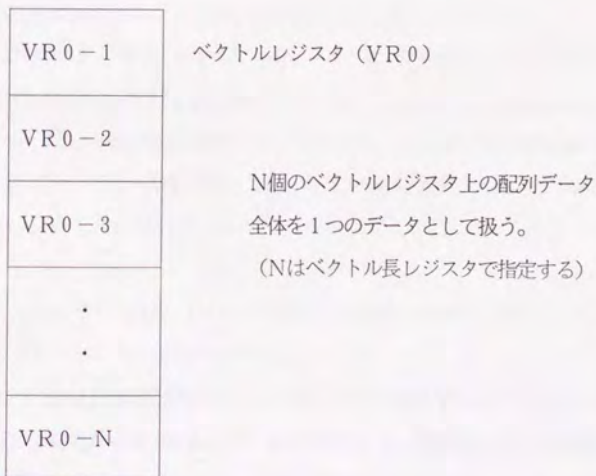 VR0-1 ベクトルレジスタ（VR0）
VR0-2
N個のベクトルレジスタ上の配列データ
VR0-3 全体を1つのデータとして扱う。
（Nはベクトル長レジスタで指定する）
・
・
VR0-N